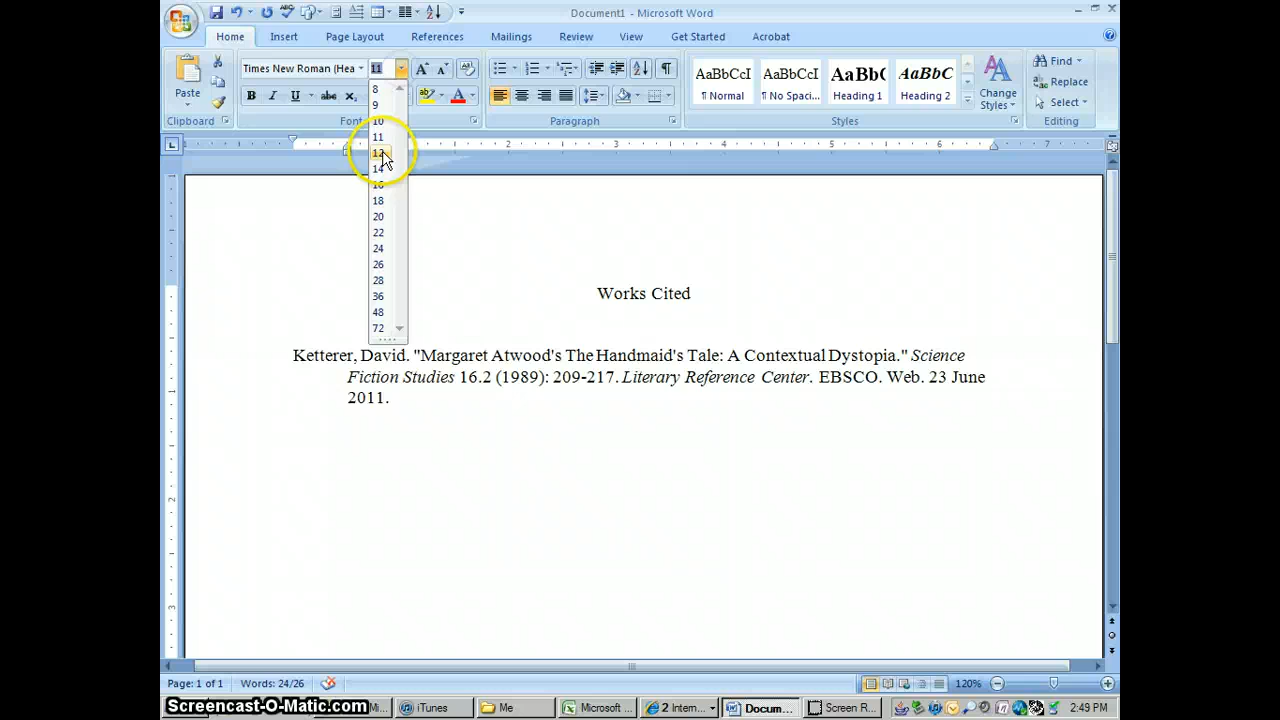 Document1 - Microsoft Word
Home Insert Page Layout References Mailings Review View Get Started Acrobat
Paste
Clipboard
Times New Roman (Hea 11
B I U abc x₂
Font
Paragraph
AaBbCcI AaBbCcI AaBbC AaBbC
¶ Normal ¶ No Spaci... Heading 1 Heading 2
Change Styles
Styles
Find
Replace
Select
Editing
8
9
10
11
12
14
16
18
20
22
24
26
28
36
48
72
Works Cited
Ketterer, David. "Margaret Atwood's The Handmaid's Tale: A Contextual Dystopia." Science
Fiction Studies 16.2 (1989): 209-217. Literary Reference Center. EBSCO. Web. 23 June
2011.
Page: 1 of 1 Words: 24/26 120%
Screencast-O-Matic.com Mi... iTunes Me Microsoft ... 2 Intern... Docum... Screen R... 2:49 PM